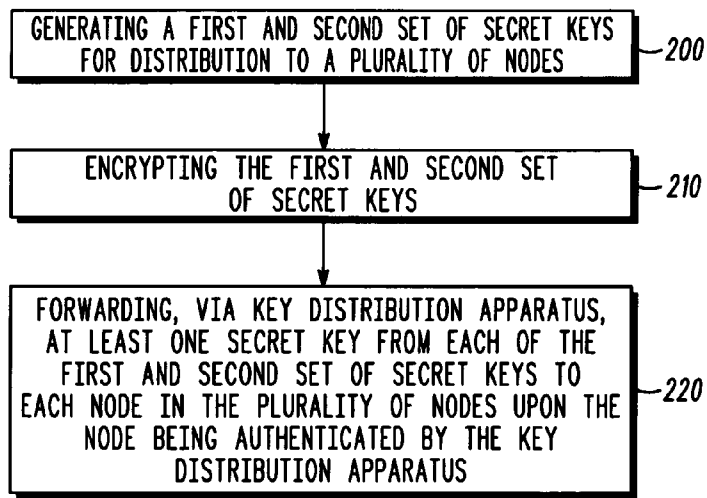 GENERATING A FIRST AND SECOND SET OF SECRET KEYS
FOR DISTRIBUTION TO A PLURALITY OF NODES
200
ENCRYPTING THE FIRST AND SECOND SET
OF SECRET KEYS
210
FORWARDING, VIA KEY DISTRIBUTION APPARATUS,
AT LEAST ONE SECRET KEY FROM EACH OF THE
FIRST AND SECOND SET OF SECRET KEYS TO
EACH NODE IN THE PLURALITY OF NODES UPON THE
NODE BEING AUTHENTICATED BY THE KEY
DISTRIBUTION APPARATUS
220